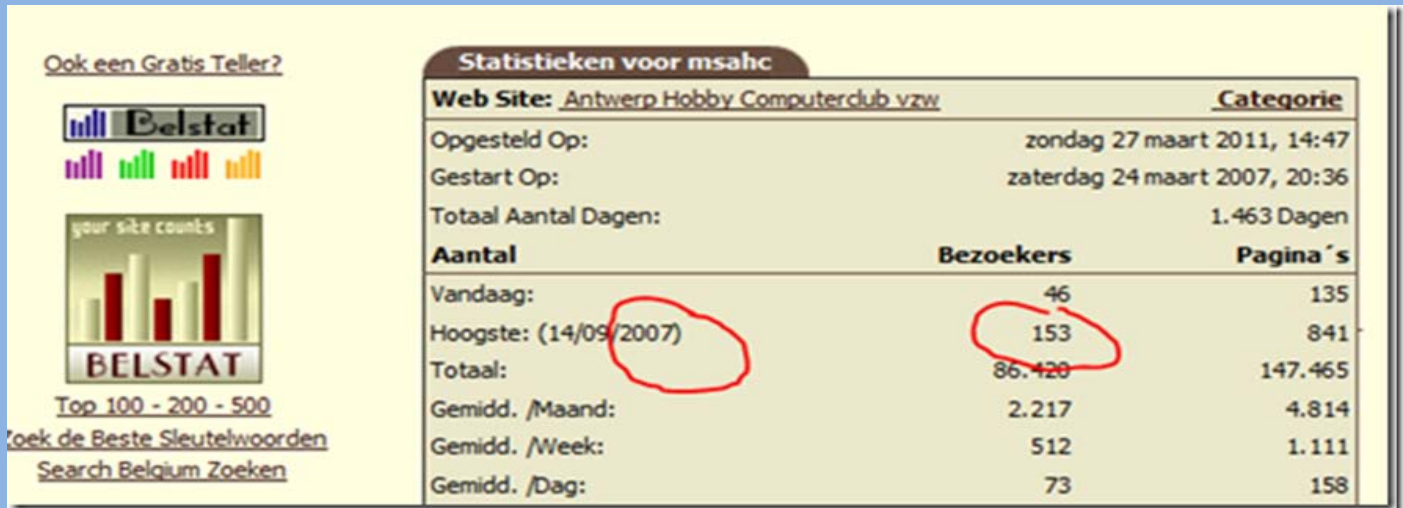 Ook een Gratis Teller?
Belstat
your site counts
BELSTAT
Top 100 - 200 - 500
Zoek de Beste Sleutelwoorden
Search Belgium Zoeken
Statistieken voor msahc
Web Site: Antwerp Hobby Computerclub vzw Categorie
Opgesteld Op: zondag 27 maart 2011, 14:47
Gestart Op: zaterdag 24 maart 2007, 20:36
Totaal Aantal Dagen: 1.463 Dagen
Aantal Bezoekers Pagina´s
Vandaag: 46 135
Hoogste: (14/09/2007) 153 841
Totaal: 86.420 147.465
Gemidd. /Maand: 2.217 4.814
Gemidd. /Week: 512 1.111
Gemidd. /Dag: 73 158